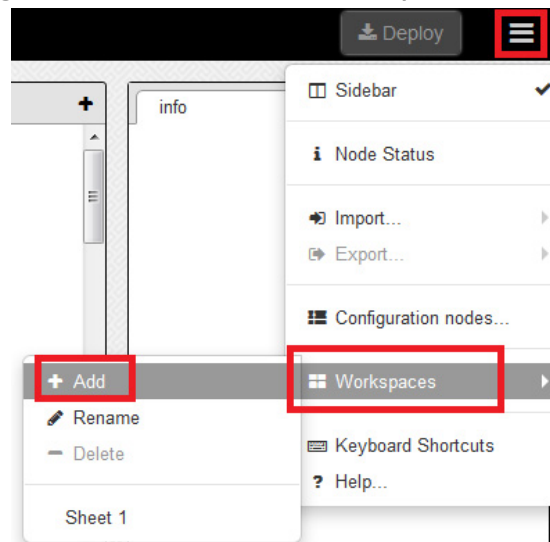 Deploy
+
info
Sidebar
i Node Status
Import...
Export...
Configuration nodes...
+ Add
Workspaces
Rename
Delete
Keyboard Shortcuts
? Help...
Sheet 1